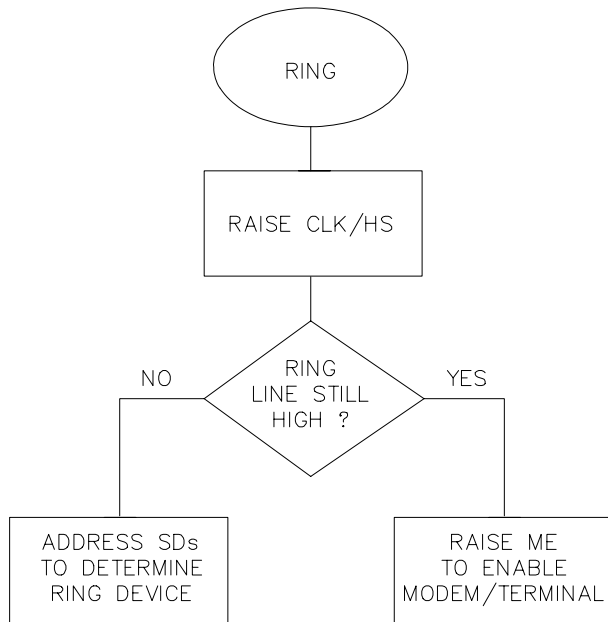 RING
RAISE CLK/HS
RING
LINE STILL
HIGH ?
NO
YES
ADDRESS SDs
TO DETERMINE
RING DEVICE
RAISE ME
TO ENABLE
MODEM/TERMINAL